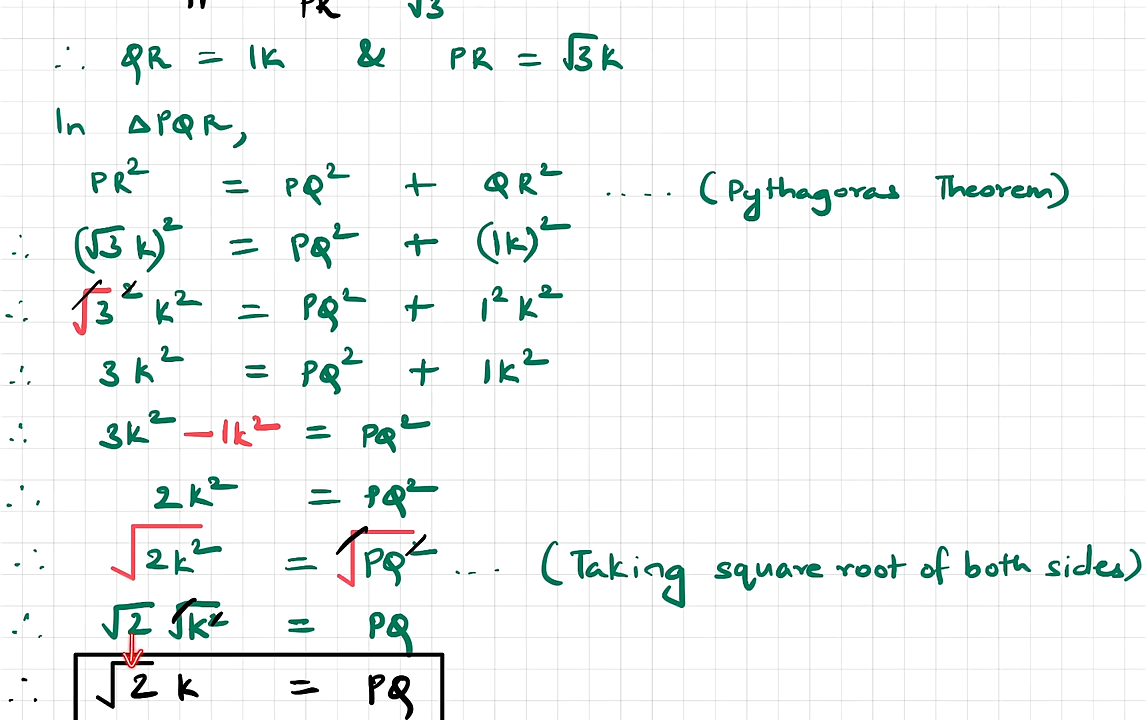 PR √3
∴ QR = 1k & PR = √3k
In △PQR,
PR² = PQ² + QR² .... (Pythagoras Theorem)
∴ (√3 k)² = PQ² + (1k)²
∴ √3² k² = PQ² + 1² k²
∴ 3k² = PQ² + 1k²
∴ 3k² - 1k² = PQ²
∴ 2k² = PQ²
∴ √2k² = √PQ² ... (Taking square root of both sides)
∴ √2 √k² = PQ
∴ √2 k = PQ